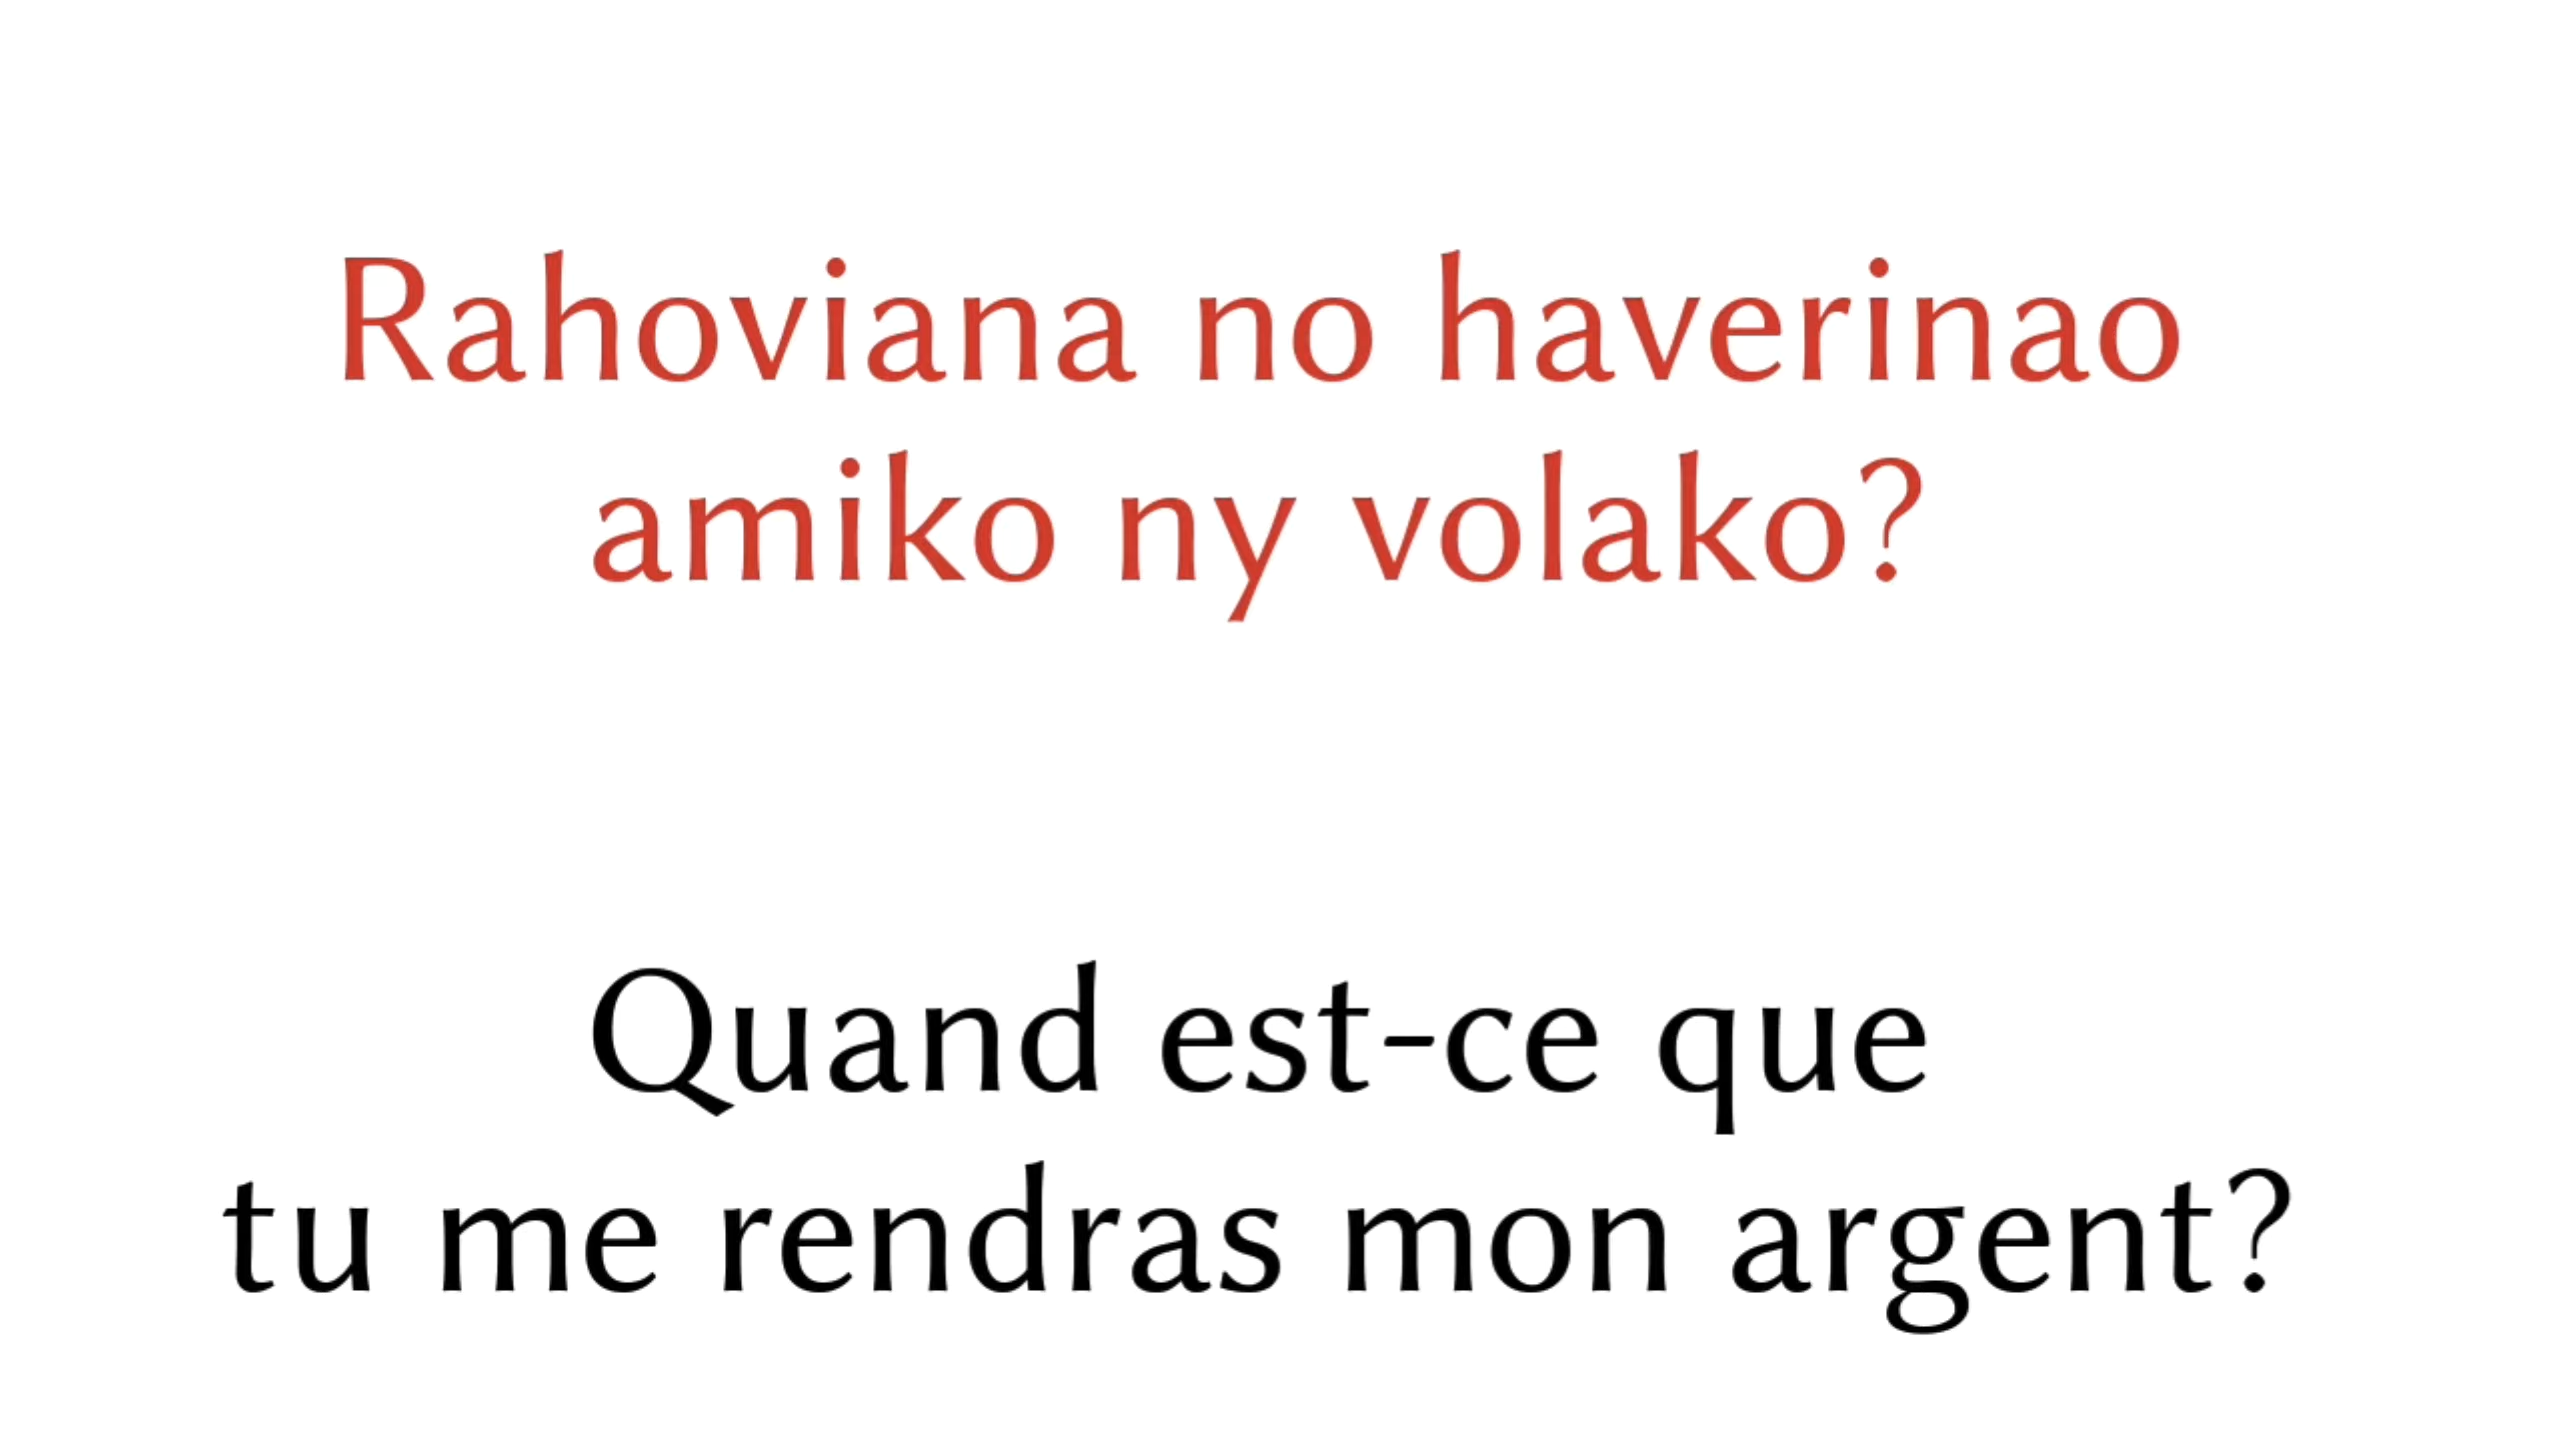 Rahoviana no haverinao
amiko ny volako?
Quand est-ce que
tu me rendras mon argent?